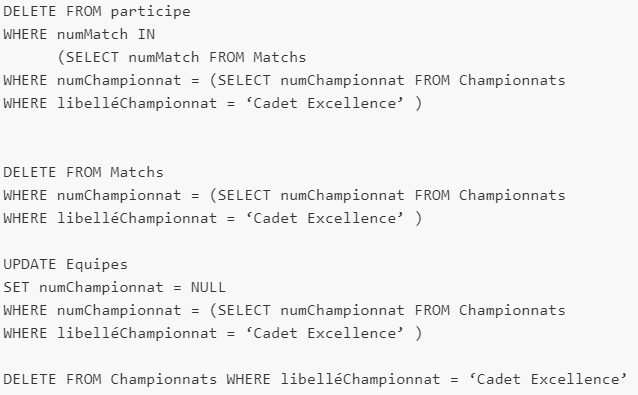 DELETE FROM participe
WHERE numMatch IN
(SELECT numMatch FROM Matchs
WHERE numChampionnat = (SELECT numChampionnat FROM Championnats
WHERE libelléChampionnat = ‘Cadet Excellence’ )
DELETE FROM Matchs
WHERE numChampionnat = (SELECT numChampionnat FROM Championnats
WHERE libelléChampionnat = ‘Cadet Excellence’ )
UPDATE Equipes
SET numChampionnat = NULL
WHERE numChampionnat = (SELECT numChampionnat FROM Championnats
WHERE libelléChampionnat = ‘Cadet Excellence’ )
DELETE FROM Championnats WHERE libelléChampionnat = ‘Cadet Excellence’